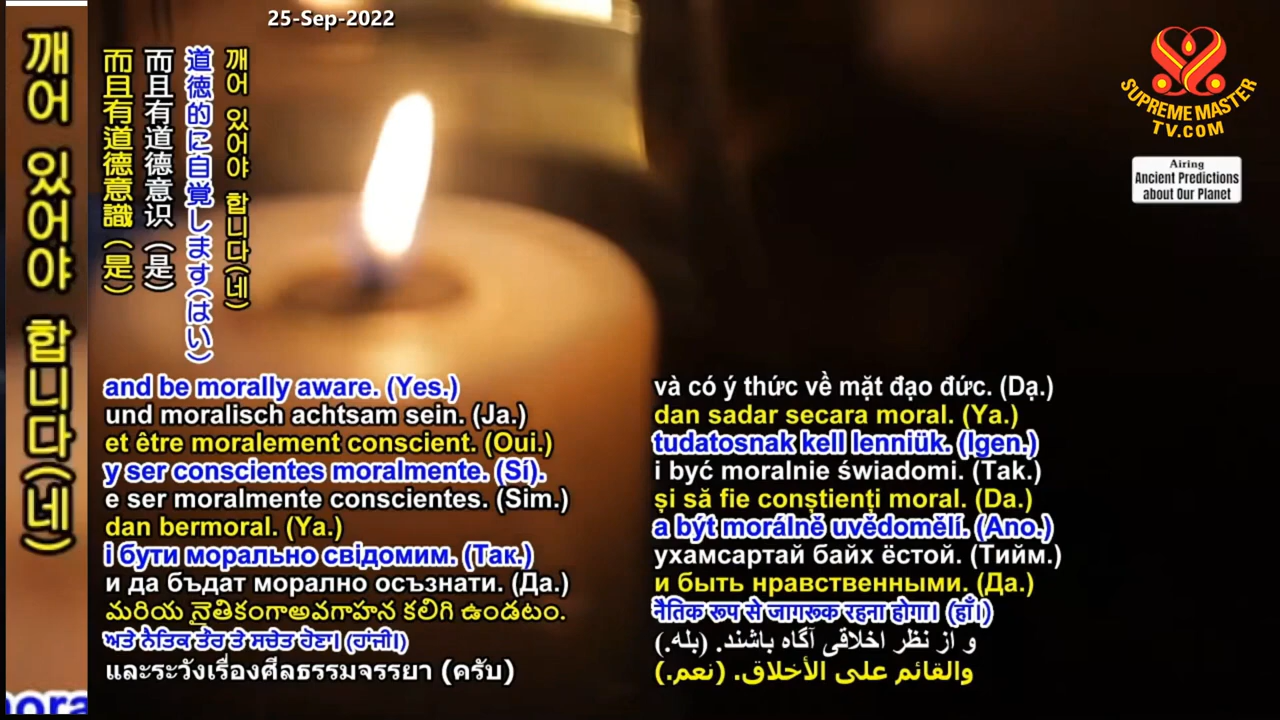 25-Sep-2022
깨어 있어야 합니다(네)
而且有道德意識（是）
而且有道德意识（是）
道徳的に自覚します(はい)
깨어 있어야 합니다(네)
SUPREME MASTER
TV.COM
Airing
Ancient Predictions
about Our Planet
and be morally aware. (Yes.)
und moralisch achtsam sein. (Ja.)
et être moralement conscient. (Oui.)
y ser conscientes moralmente. (Sí).
e ser moralmente conscientes. (Sim.)
dan bermoral. (Ya.)
і бути морально свідомим. (Так.)
и да бъдат морално осъзнати. (Да.)
మరియు నైతికంగాఅవగాహన కలిగి ఉండటం.
ਅਤੇ ਨੈਤਿਕ ਤੌਰ ਤੇ ਸਚੇਤ ਹੋਣਾ। (ਹਾਂਜੀ।)
และระวังเรื่องศีลธรรมจรรยา (ครับ)
và có ý thức về mặt đạo đức. (Dạ.)
dan sadar secara moral. (Ya.)
tudatosnak kell lenniük. (Igen.)
i być moralnie świadomi. (Tak.)
și să fie conștienți moral. (Da.)
a být morálně uvědomělí. (Ano.)
ухамсартай байх ёстой. (Тийм.)
и быть нравственными. (Да.)
नैतिक रूप से जागरूक रहना होगा। (हाँ।)
و از نظر اخلاقی آگاه باشند. (بله.)
والقائم على الأخلاق. (نعم.)